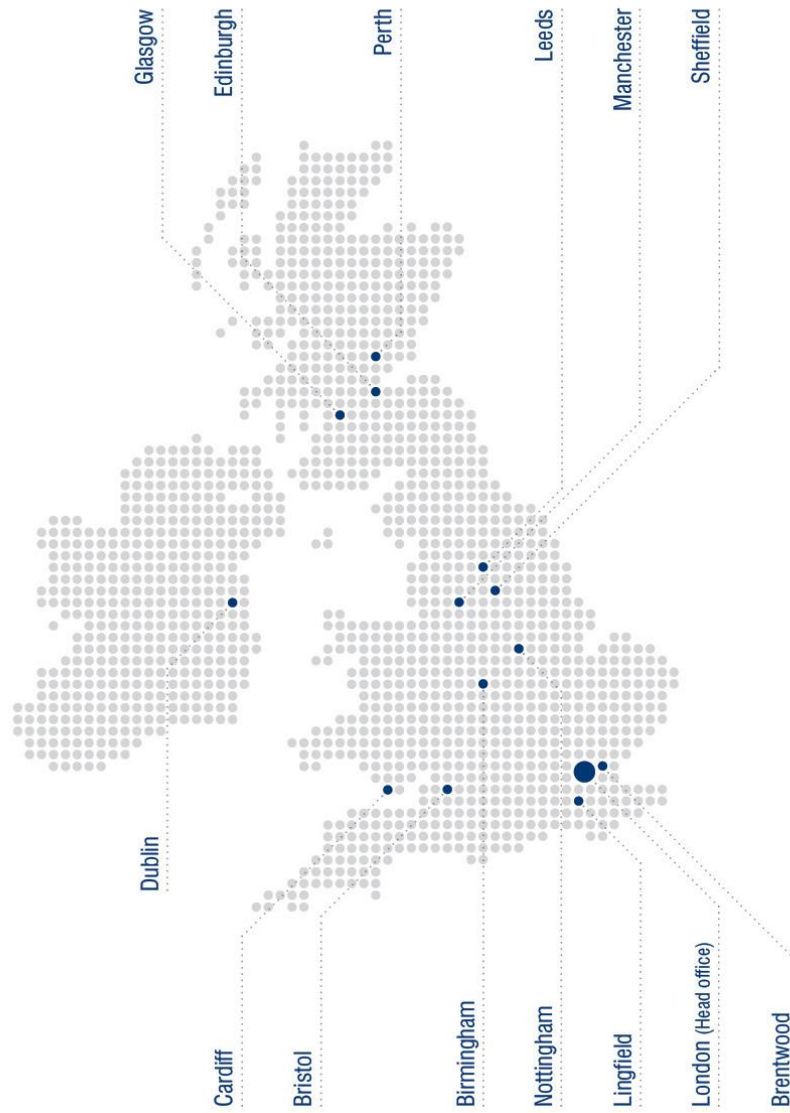 Glasgow
Edinburgh
Perth
Leeds
Manchester
Sheffield
Dublin
Cardiff
Bristol
Birmingham
Nottingham
Lingfield
London (Head office)
Brentwood